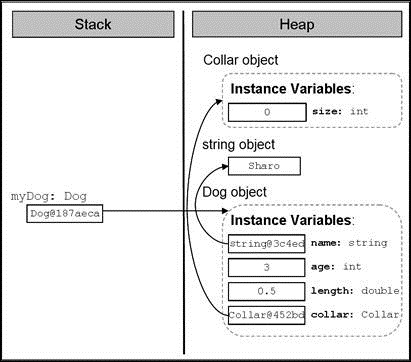 Stack
Heap
Collar object
Instance Variables:
0 size: int
string object
Sharo
Dog object
myDog: Dog
Dog@187aeca
Instance Variables:
string@3c4ed name: string
3 age: int
0.5 length: double
Collar@452bd collar: Collar